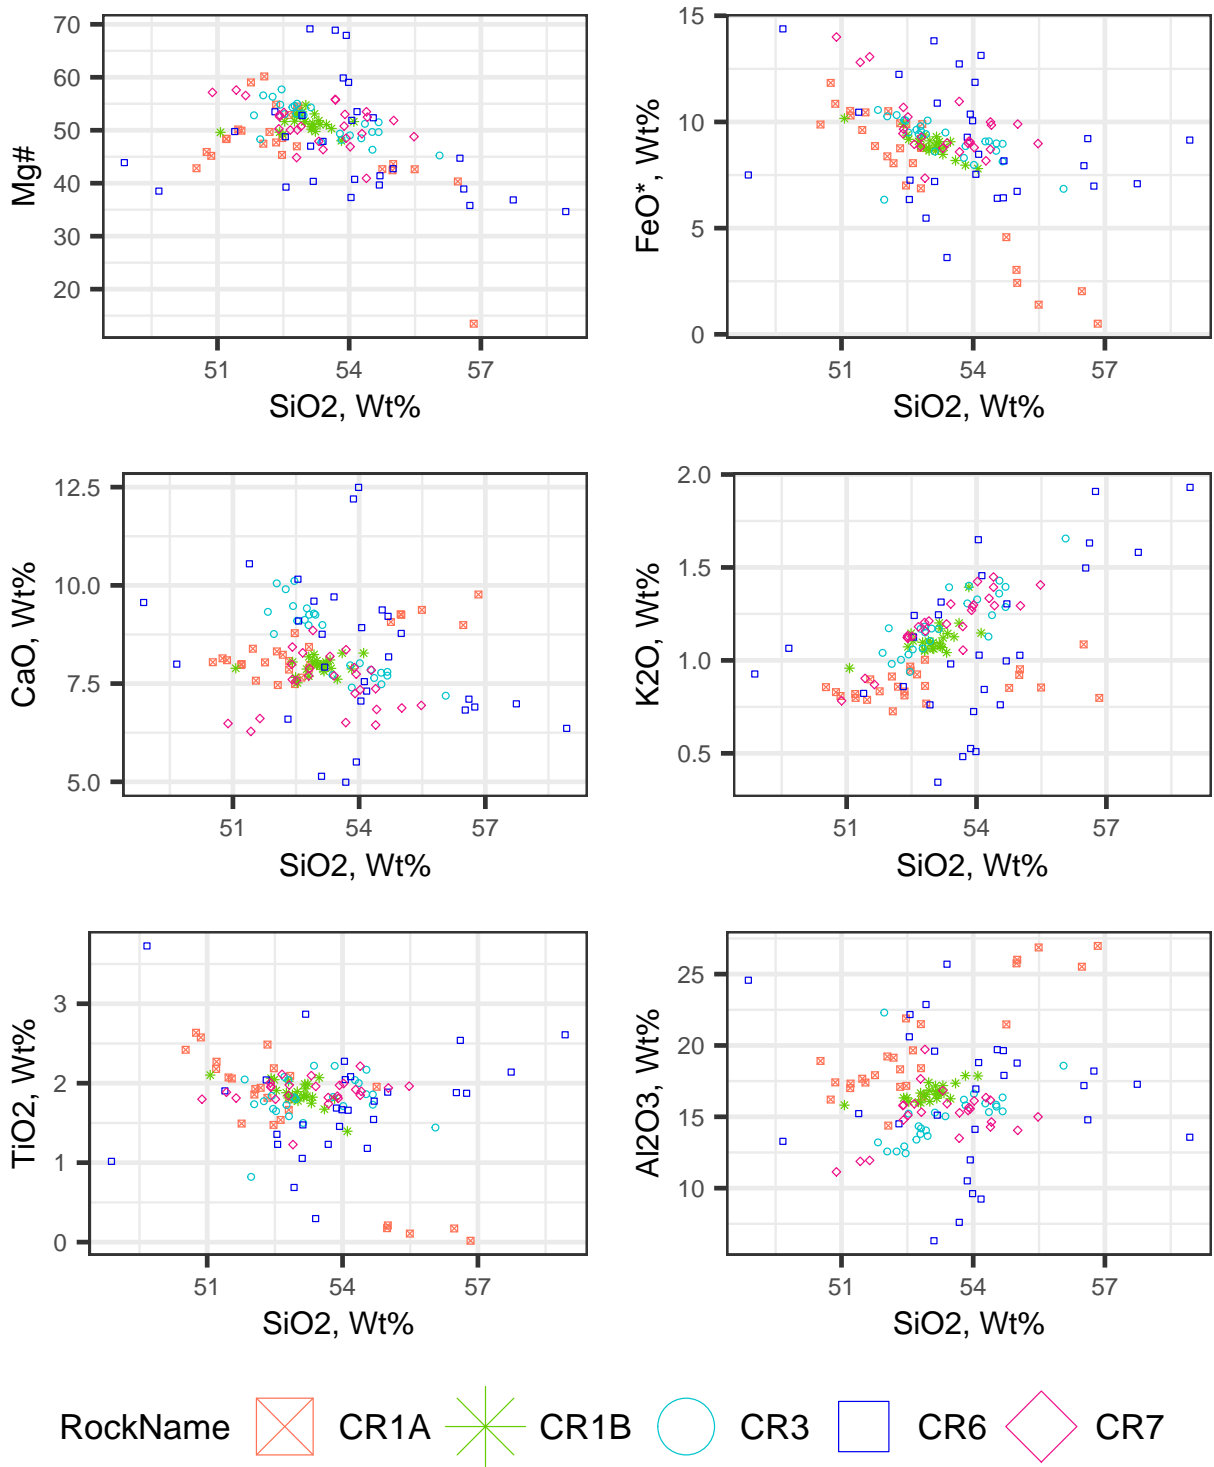 70
60
50
40
30
20
Mg#
51 54 57
SiO2, Wt%
15
10
5
0
FeO*, Wt%
51 54 57
SiO2, Wt%
12.5
10.0
7.5
5.0
CaO, Wt%
51 54 57
SiO2, Wt%
2.0
1.5
1.0
0.5
K2O, Wt%
51 54 57
SiO2, Wt%
3
2
1
0
TiO2, Wt%
51 54 57
SiO2, Wt%
25
20
15
10
Al2O3, Wt%
51 54 57
SiO2, Wt%
RockName CR1A CR1B CR3 CR6 CR7